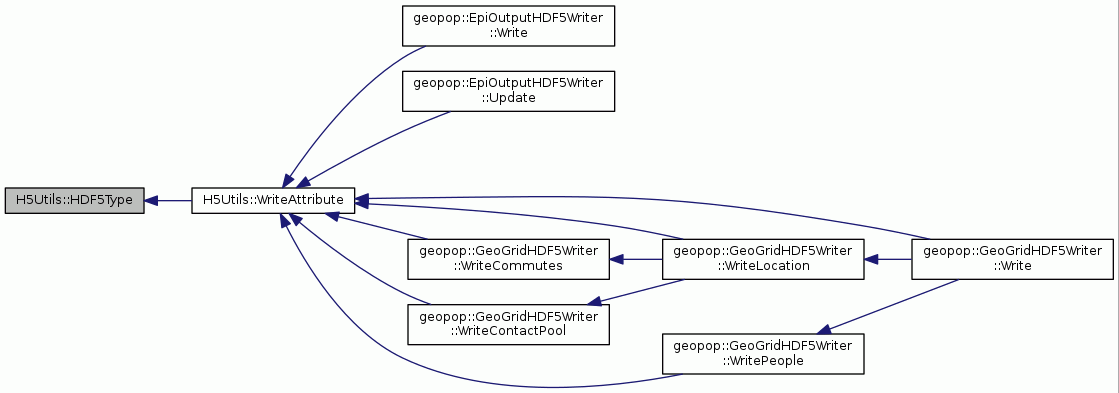 geopop::EpiOutputHDF5Writer
::Write
geopop::EpiOutputHDF5Writer
::Update
H5Utils::HDF5Type
H5Utils::WriteAttribute
geopop::GeoGridHDF5Writer
::WriteCommutes
geopop::GeoGridHDF5Writer
::WriteLocation
geopop::GeoGridHDF5Writer
::Write
geopop::GeoGridHDF5Writer
::WriteContactPool
geopop::GeoGridHDF5Writer
::WritePeople